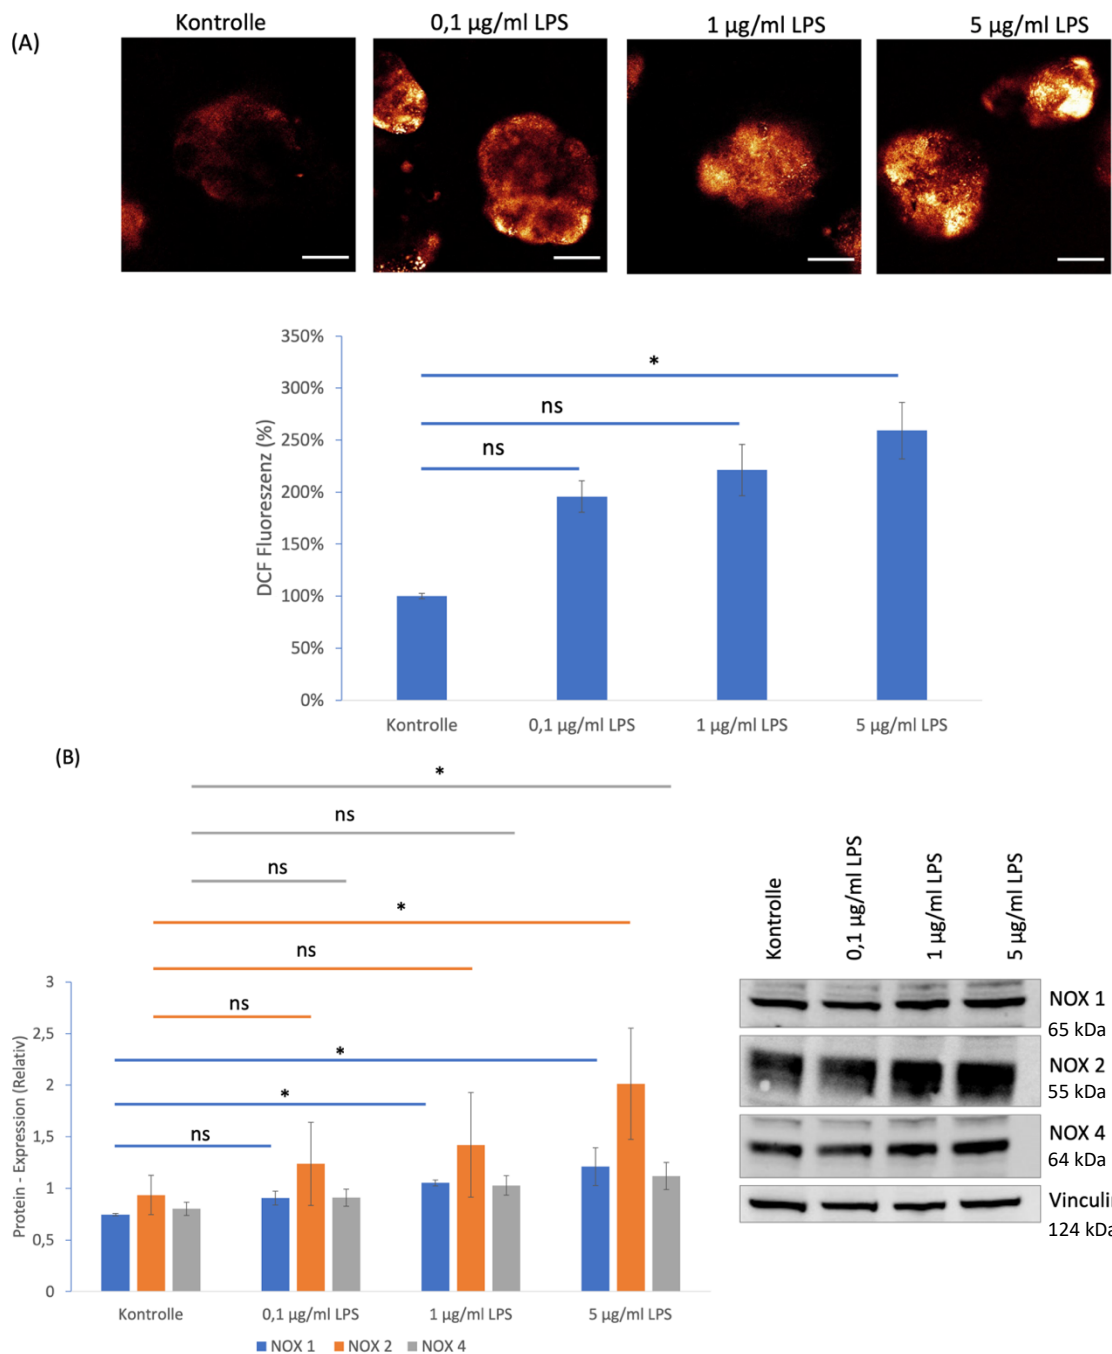 (A)
Kontrolle
0,1 µg/ml LPS
1 µg/ml LPS
5 µg/ml LPS
350%
300%
250%
200%
150%
100%
50%
0%
DCF Fluoreszenz (%)
*
ns
ns
Kontrolle
0,1 µg/ml LPS
1 µg/ml LPS
5 µg/ml LPS
(B)
*
ns
ns
*
ns
ns
*
*
ns
3
2,5
2
1,5
1
0,5
0
Protein - Expression (Relativ)
Kontrolle
0,1 µg/ml LPS
1 µg/ml LPS
5 µg/ml LPS
NOX 1
NOX 2
NOX 4
Kontrolle
0,1 µg/ml LPS
1 µg/ml LPS
5 µg/ml LPS
NOX 1
65 kDa
NOX 2
55 kDa
NOX 4
64 kDa
Vinculin
124 kDa